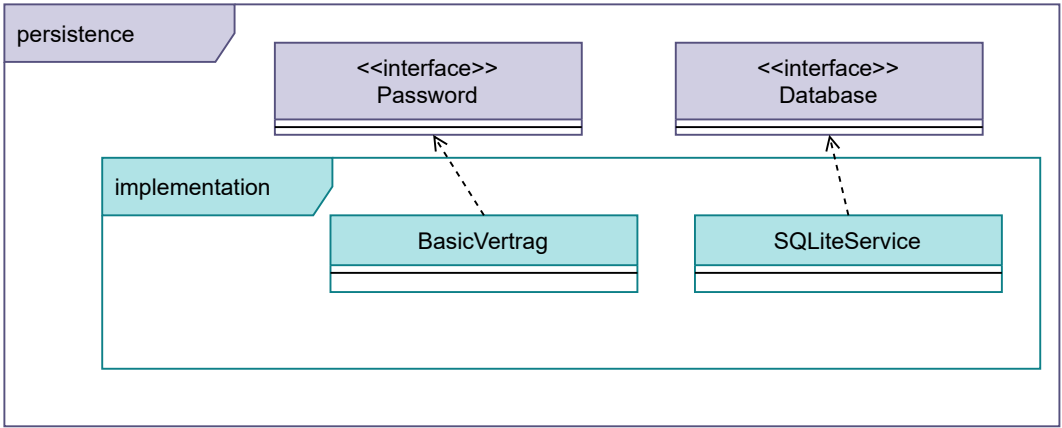 persistence
<<interface>>
Password
<<interface>>
Database
implementation
BasicVertrag
SQLiteService